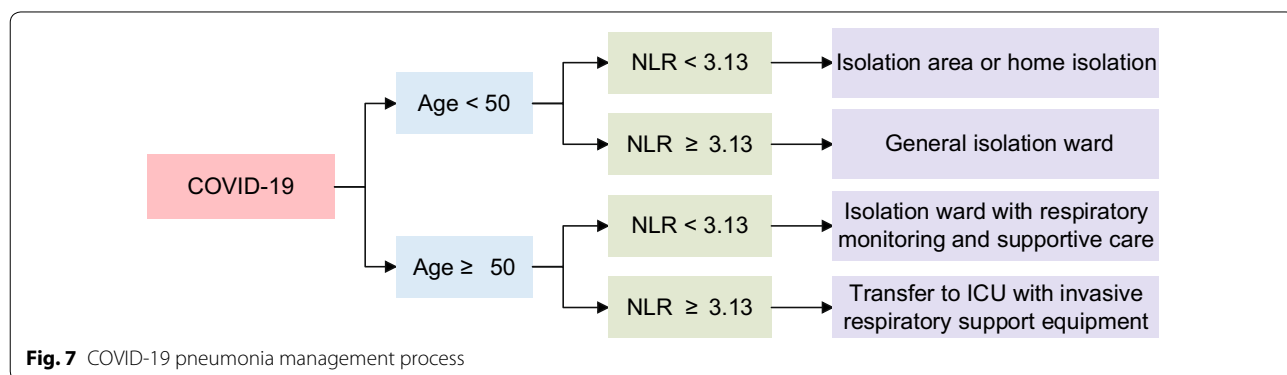 COVID-19
Age < 50
Age ≥ 50
NLR < 3.13
NLR ≥ 3.13
NLR < 3.13
NLR ≥ 3.13
Isolation area or home isolation
General isolation ward
Isolation ward with respiratory
monitoring and supportive care
Transfer to ICU with invasive
respiratory support equipment
Fig. 7 COVID-19 pneumonia management process